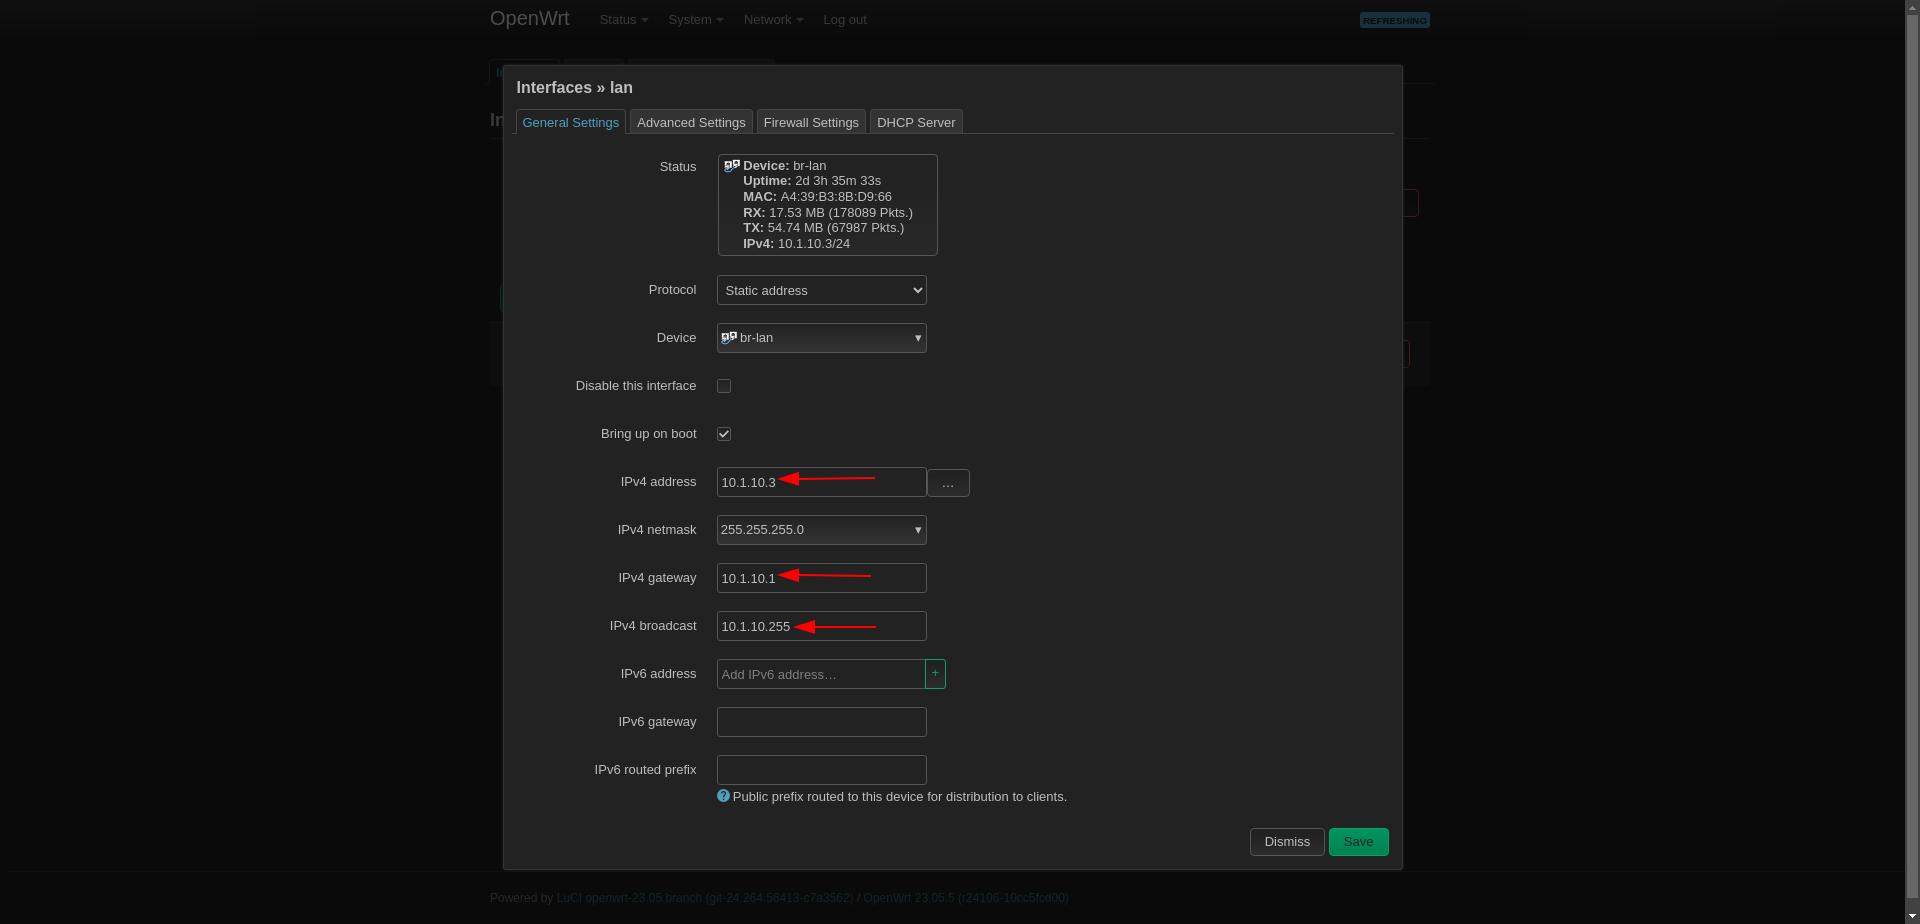 OpenWrt Status System Network Log out REFRESHING
Interfaces » lan
General Settings Advanced Settings Firewall Settings DHCP Server
Status
Device: br-lan
Uptime: 2d 3h 35m 33s
MAC: A4:39:B3:8B:D9:66
RX: 17.53 MB (178089 Pkts.)
TX: 54.74 MB (67987 Pkts.)
IPv4: 10.1.10.3/24
Protocol Static address
Device br-lan
Disable this interface
Bring up on boot
IPv4 address 10.1.10.3 …
IPv4 netmask 255.255.255.0
IPv4 gateway 10.1.10.1
IPv4 broadcast 10.1.10.255
IPv6 address Add IPv6 address… +
IPv6 gateway
IPv6 routed prefix
Public prefix routed to this device for distribution to clients.
Dismiss Save
Powered by LuCI openwrt-23.05 branch (git-24.264.56413-c7a3562) / OpenWrt 23.05.5 (r24106-10cc5fcd00)